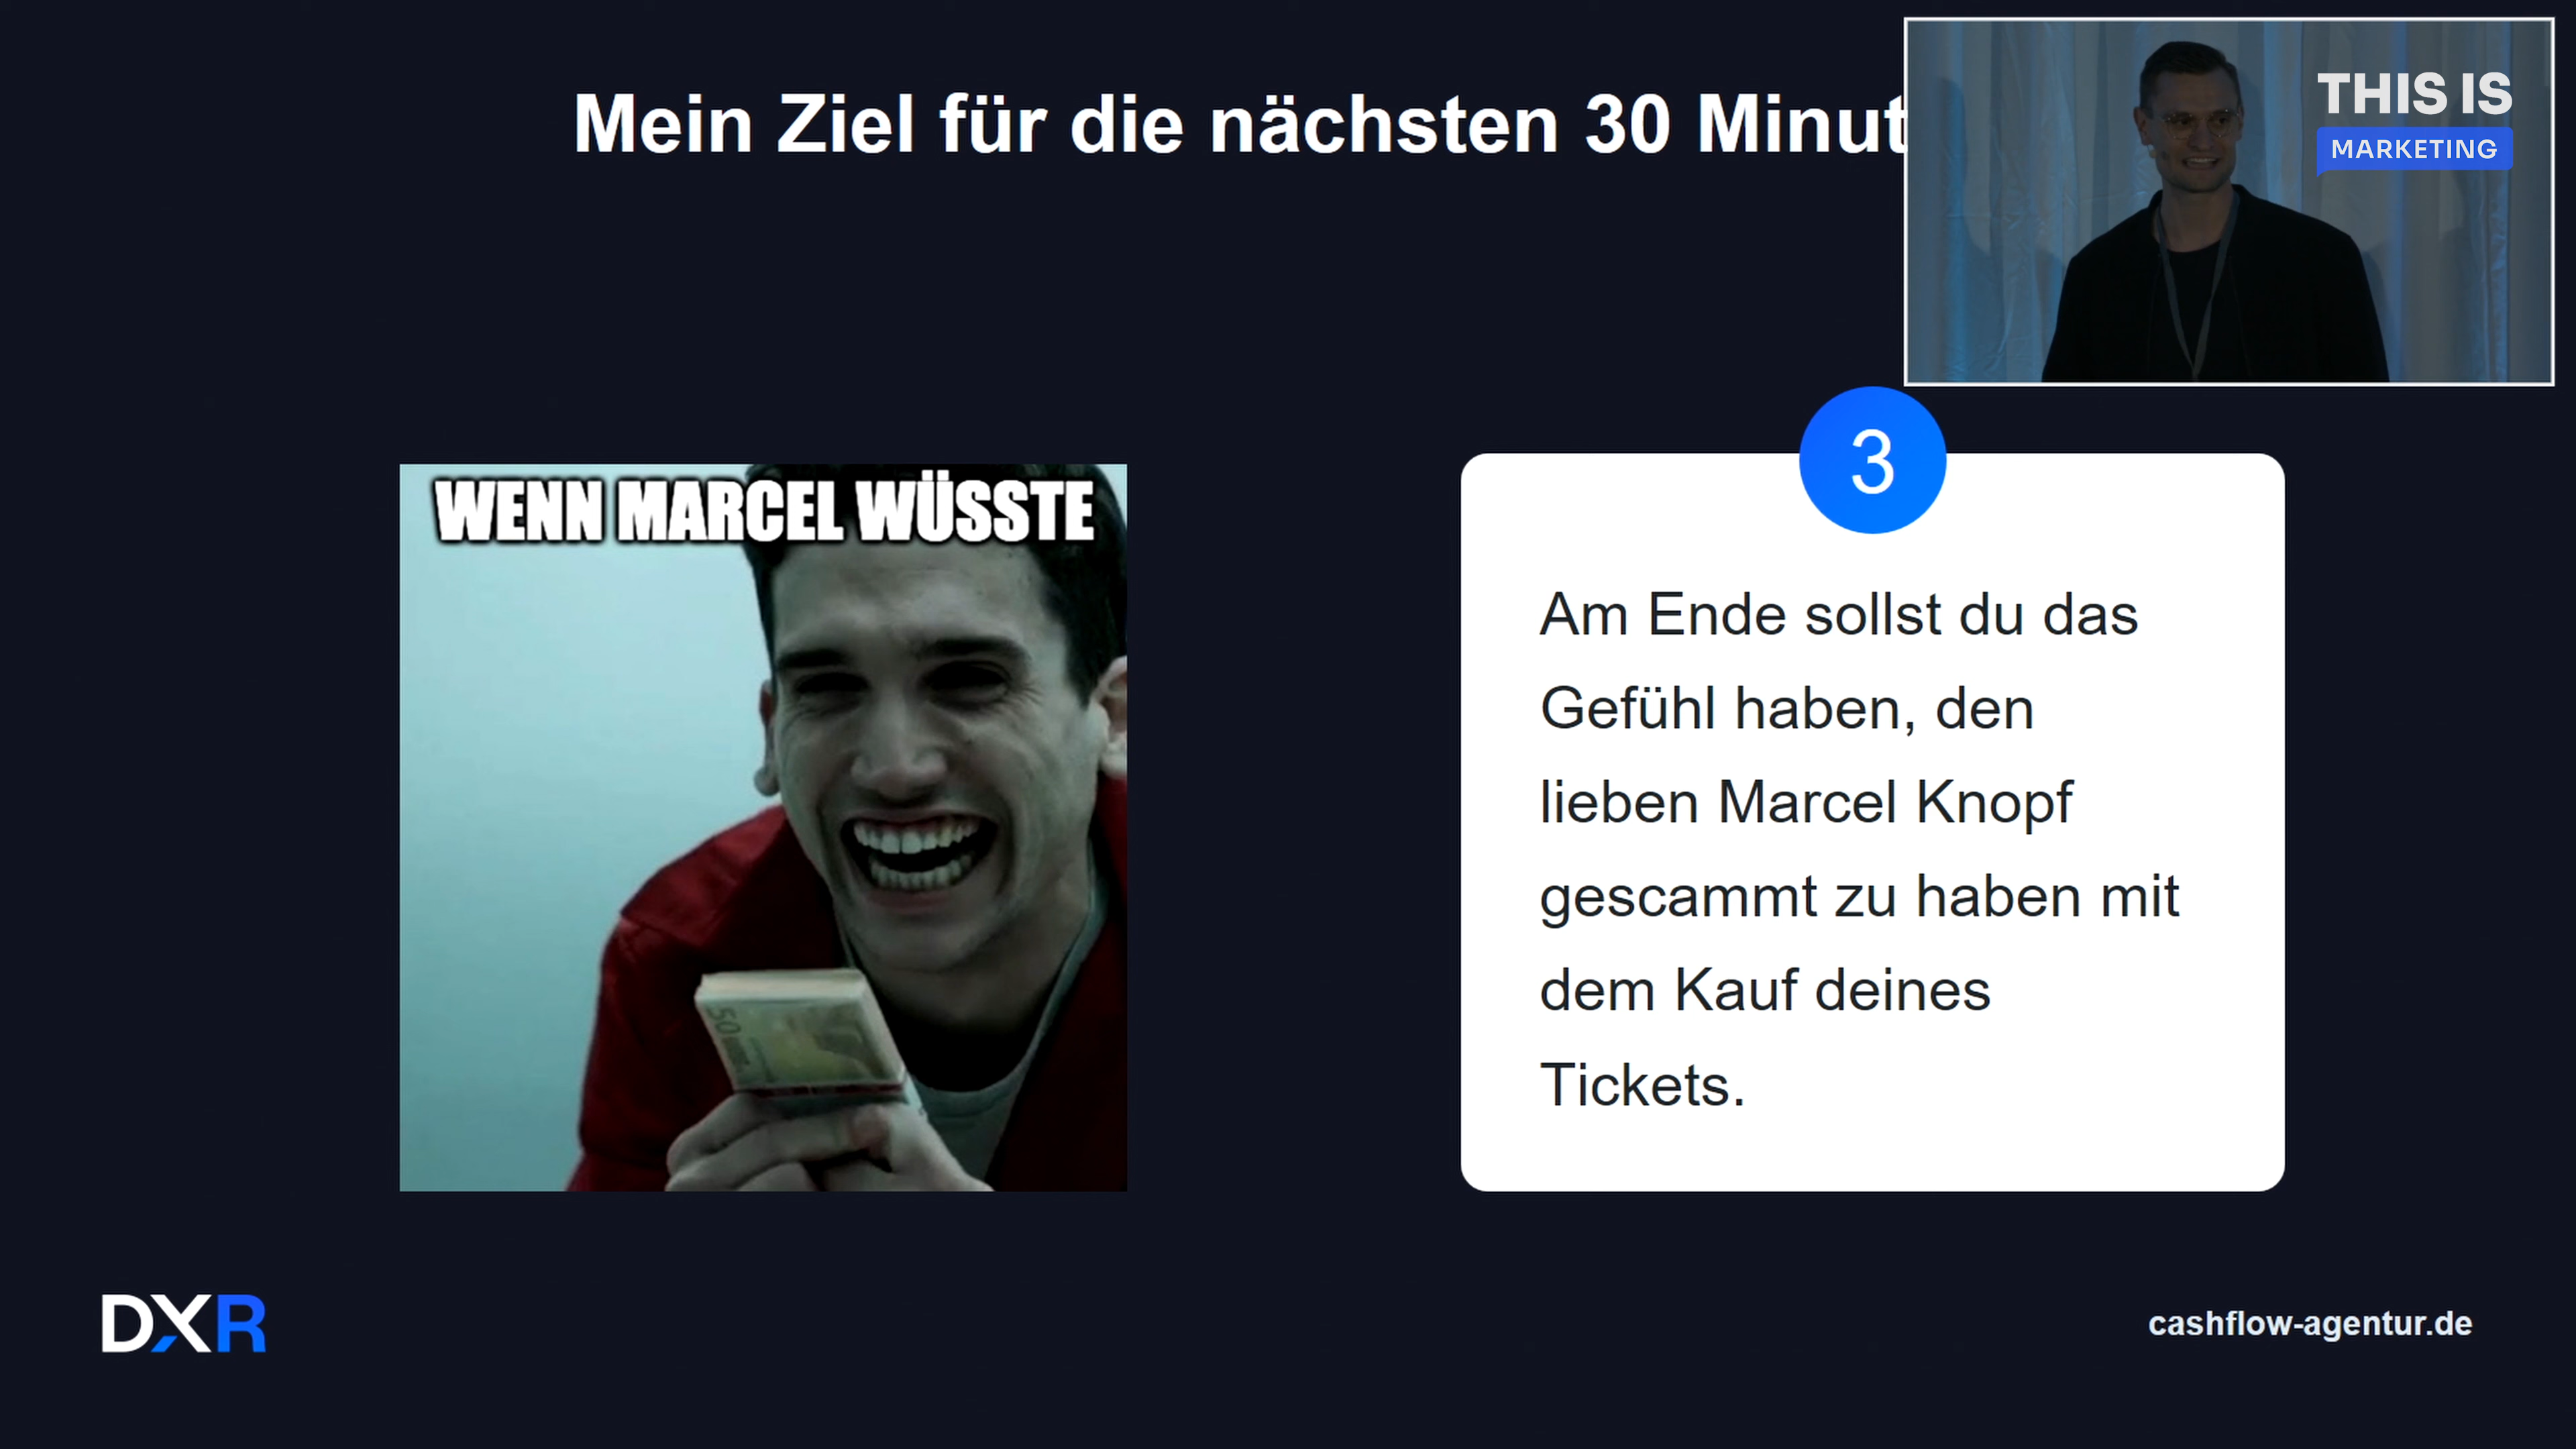 Mein Ziel für die nächsten 30 Minut
THIS IS
MARKETING
WENN MARCEL WÜSSTE
3
Am Ende sollst du das
Gefühl haben, den
lieben Marcel Knopf
gescammt zu haben mit
dem Kauf deines
Tickets.
50
DXR
cashflow-agentur.de